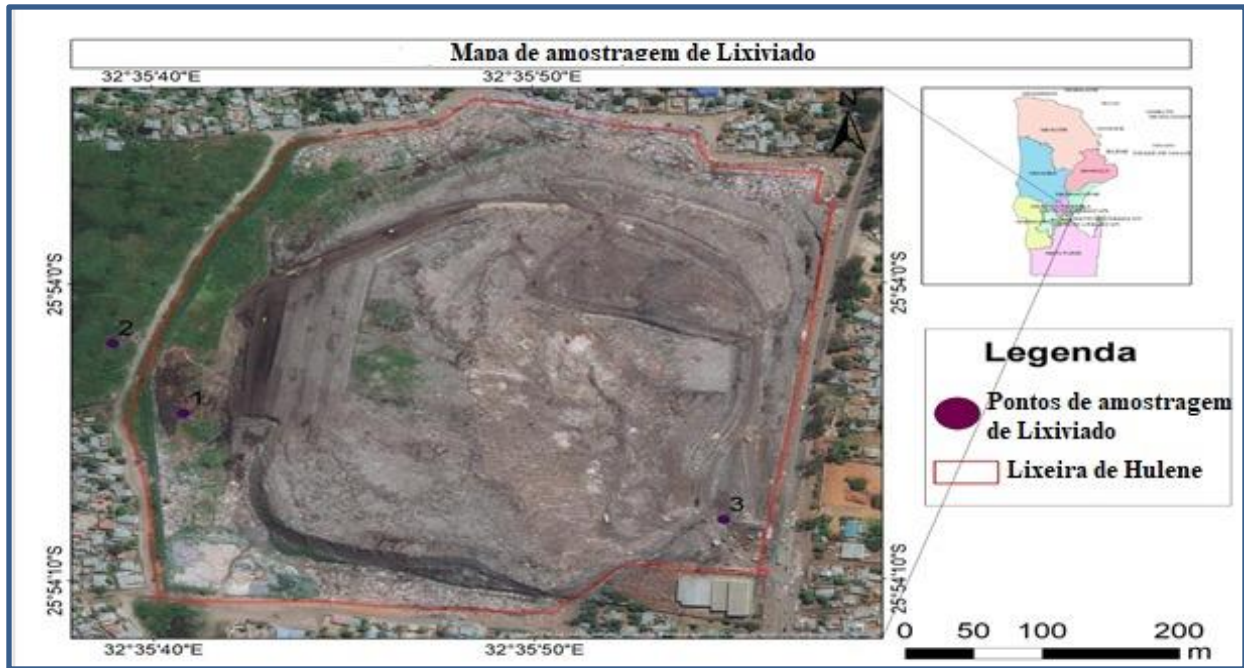 Mapa de amostragem de Lixiviado
32°35'40"E
32°35'50"E
N
25°54'0"S
25°54'0"S
2
1
3
25°54'10"S
25°54'10"S
32°35'40"E
32°35'50"E
Legenda
Pontos de amostragem
de Lixiviado
Lixeira de Hulene
0 50 100 200
m